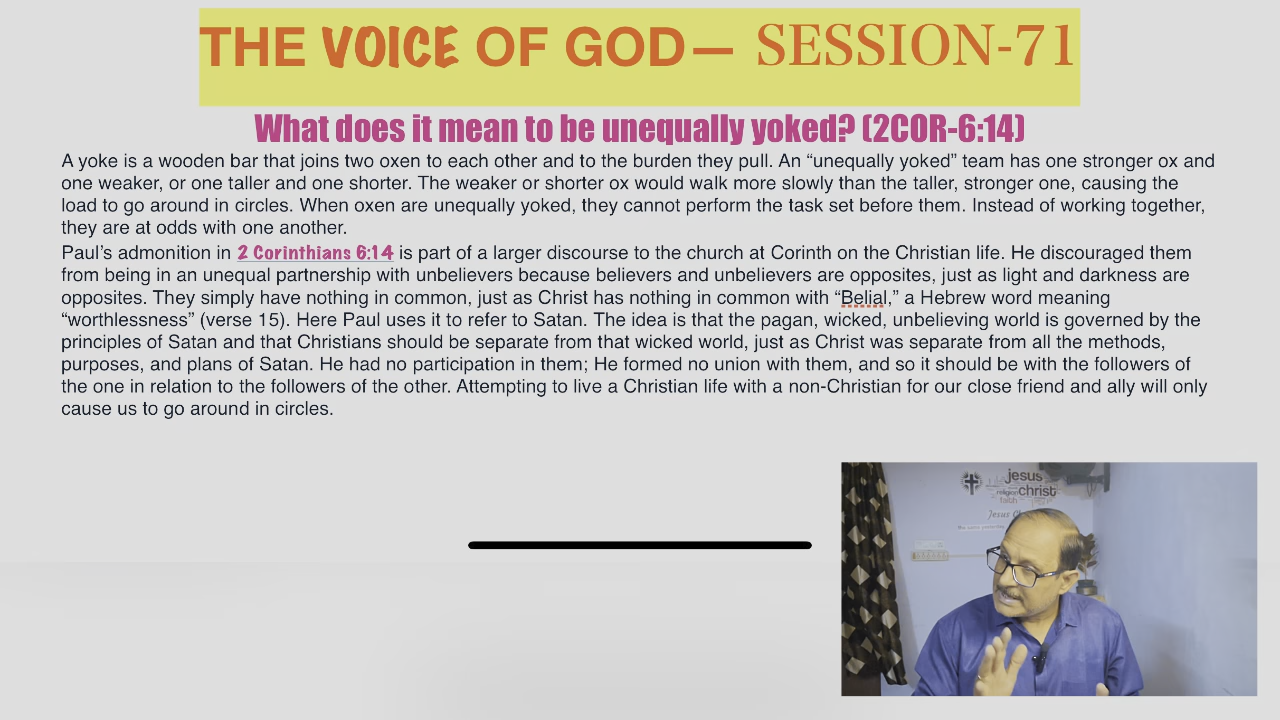 THE VOICE OF GOD— SESSION-71
What does it mean to be unequally yoked? (2COR-6:14)
A yoke is a wooden bar that joins two oxen to each other and to the burden they pull. An “unequally yoked” team has one stronger ox and
one weaker, or one taller and one shorter. The weaker or shorter ox would walk more slowly than the taller, stronger one, causing the
load to go around in circles. When oxen are unequally yoked, they cannot perform the task set before them. Instead of working together,
they are at odds with one another.
Paul’s admonition in 2 Corinthians 6:14 is part of a larger discourse to the church at Corinth on the Christian life. He discouraged them
from being in an unequal partnership with unbelievers because believers and unbelievers are opposites, just as light and darkness are
opposites. They simply have nothing in common, just as Christ has nothing in common with “Belial,” a Hebrew word meaning
“worthlessness” (verse 15). Here Paul uses it to refer to Satan. The idea is that the pagan, wicked, unbelieving world is governed by the
principles of Satan and that Christians should be separate from that wicked world, just as Christ was separate from all the methods,
purposes, and plans of Satan. He had no participation in them; He formed no union with them, and so it should be with the followers of
the one in relation to the followers of the other. Attempting to live a Christian life with a non-Christian for our close friend and ally will only
cause us to go around in circles.
jesus
religion christ
faith
Jesus